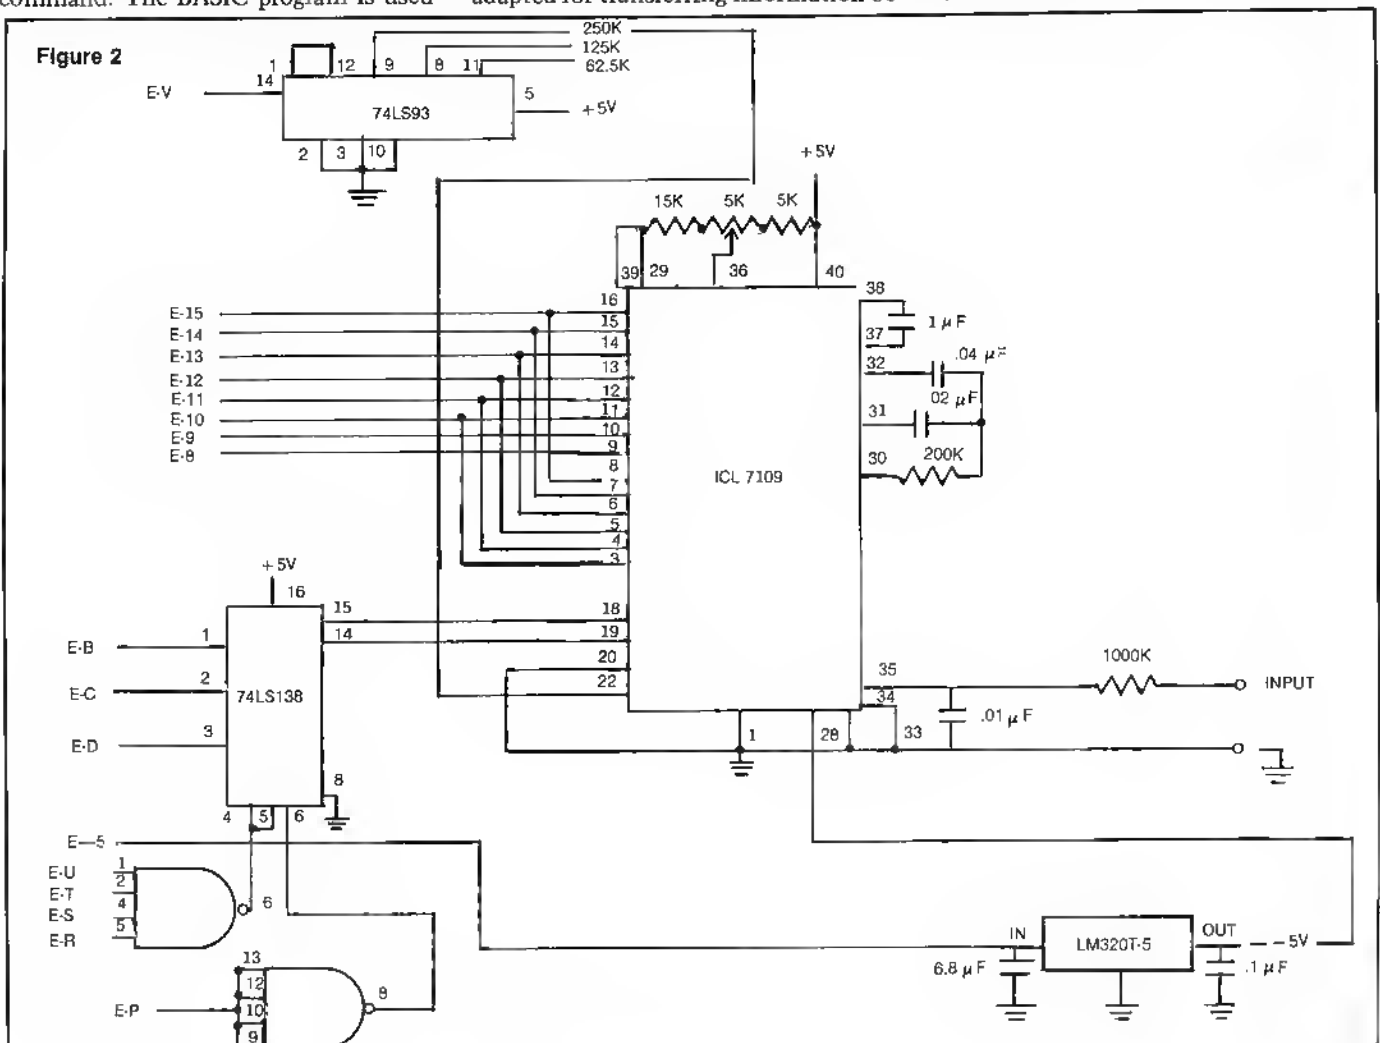 command. The BASIC program is used adapted for transferring information be-
Figure 2
250K
125K
62.5K
1 12 9 8 11
14
E-V
74LS93
5
+5V
2 3 10
+5V
15K 5K 5K
39 29 36 40
E-15
E-14
E-13
E-12
E-11
E-10
E-9
E-8
16
15
14
13
12
11
10
9
8
7
6
5
4
3
18
19
20
22
ICL 7109
38
37
32
31
30
1 µF
.04 µF
02 µF
200K
35
34
33
1 28
1000K
INPUT
.01 µF
+5V
16
15
14
E-B 1
E-C 2
E-D 3
74LS138
8
4 5 6
E—5
E-U 1
E-T 2
E-S 4
E-R 5
6
13
12
10
9
E-P
8
IN
LM320T-5
OUT
-5V
6.8 µF
.1 µF